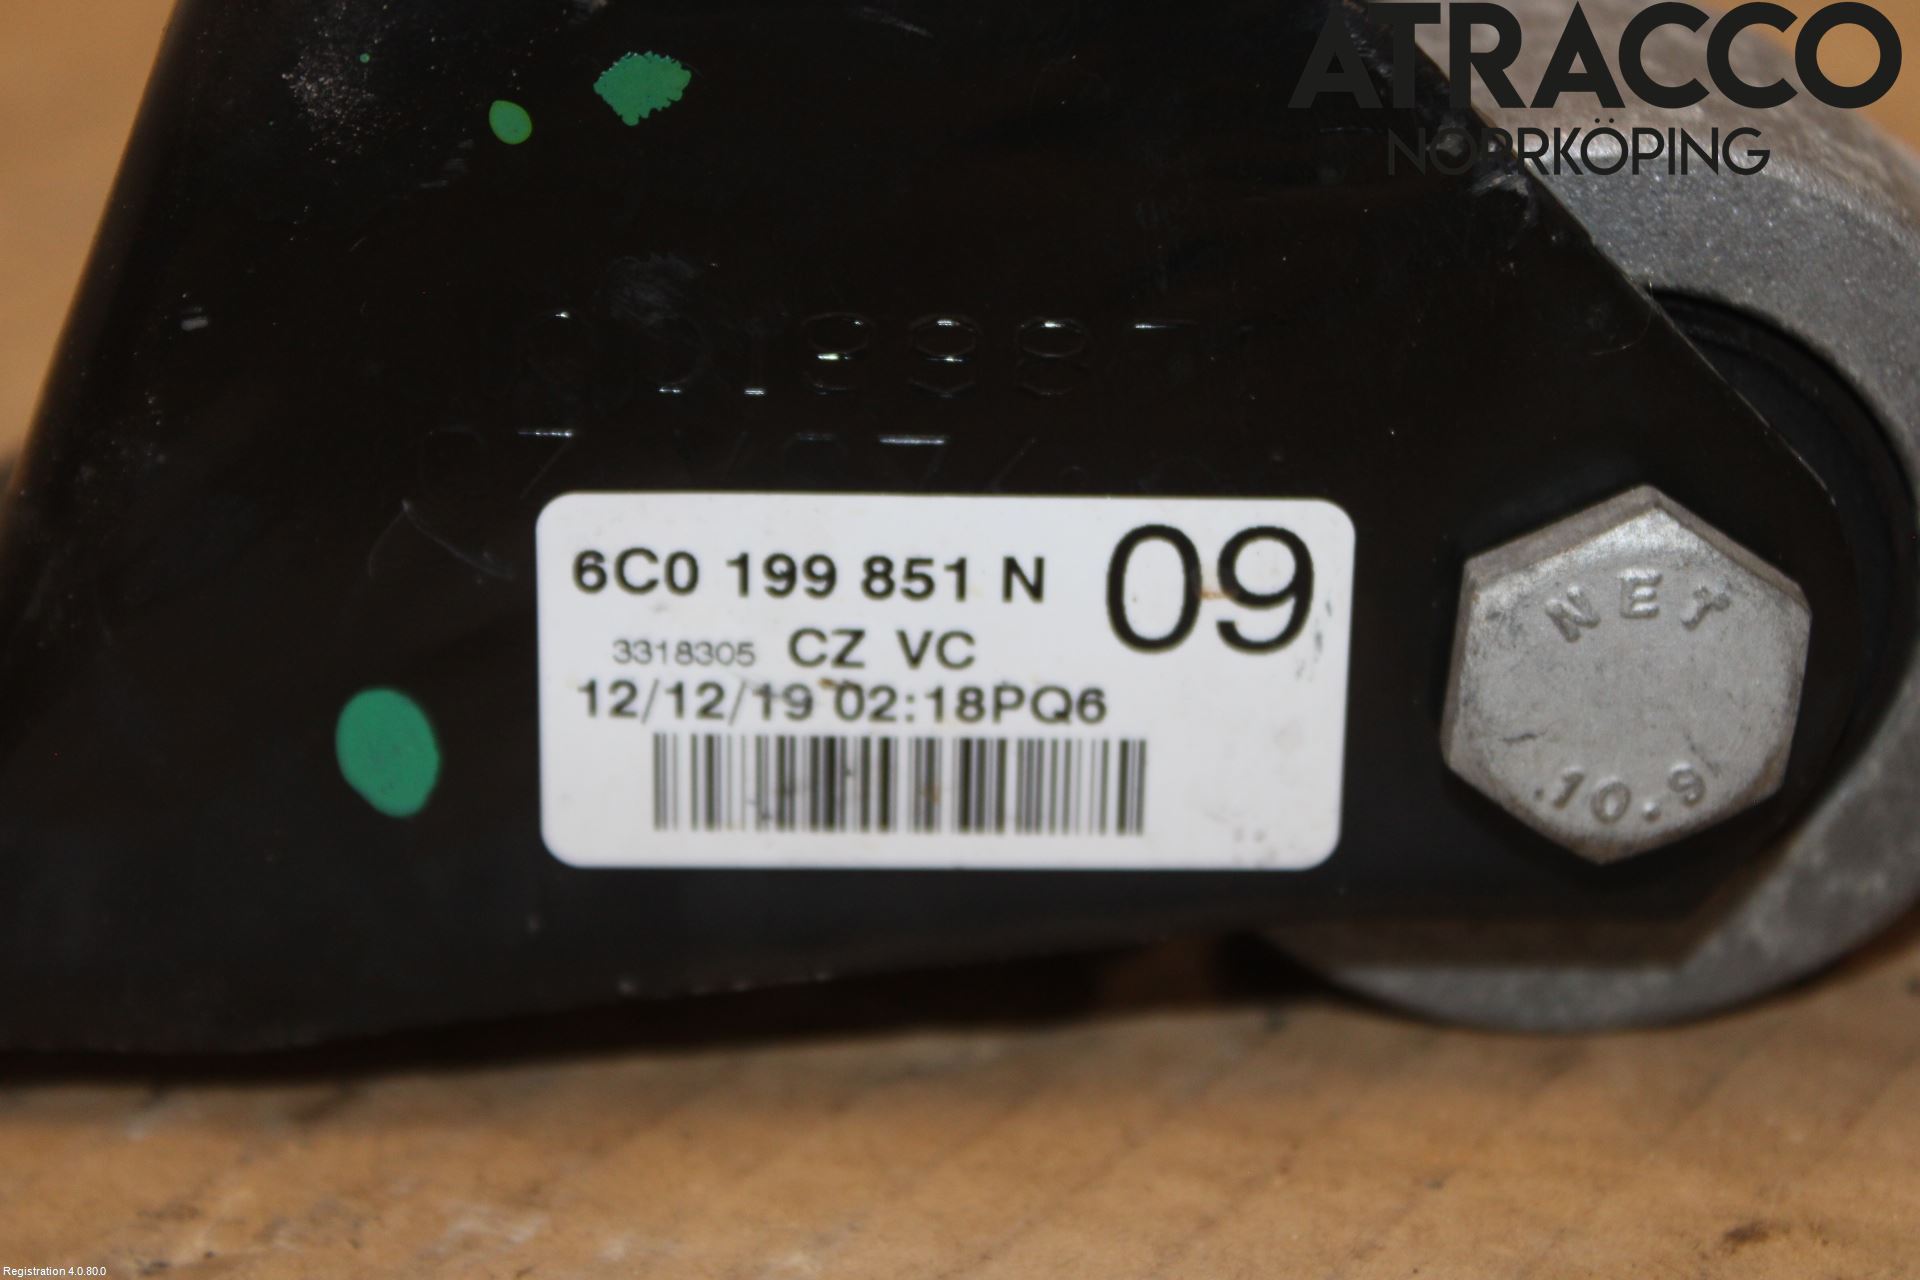 ATRACCO
NORRKÖPING
6C0 199 851 N
09
3318305 CZ VC
12/12/19 02:18PQ6
NET
10.9
Registration 4.0.80.0